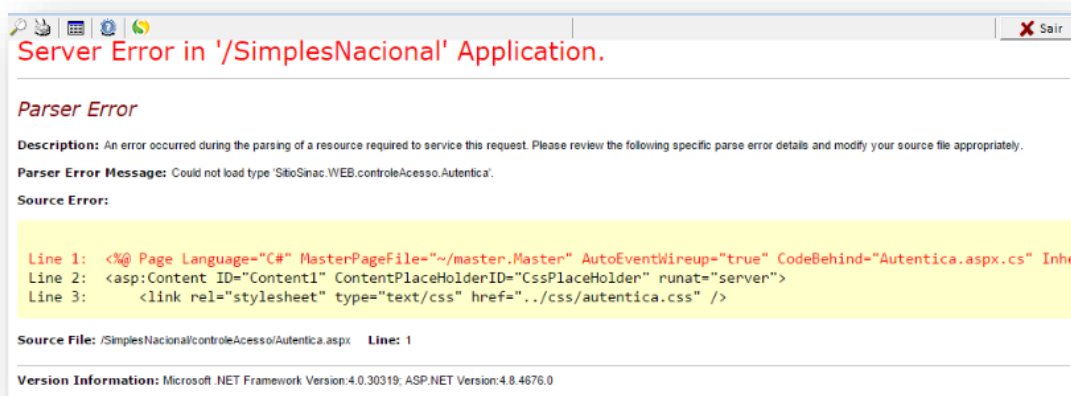 Sair
Server Error in '/SimplesNacional' Application.
Parser Error
Description: An error occurred during the parsing of a resource required to service this request. Please review the following specific parse error details and modify your source file appropriately.
Parser Error Message: Could not load type 'SitioSinac.WEB.controleAcesso.Autentica'.
Source Error:
Line 1:  <%@ Page Language="C#" MasterPageFile="~/master.Master" AutoEventWireup="true" CodeBehind="Autentica.aspx.cs" Inhe
Line 2:  <asp:Content ID="Content1" ContentPlaceHolderID="CssPlaceHolder" runat="server">
Line 3:      <link rel="stylesheet" type="text/css" href="../css/autentica.css" />
Source File: /SimplesNacional/controleAcesso/Autentica.aspx    Line: 1
Version Information: Microsoft .NET Framework Version:4.0.30319; ASP.NET Version:4.8.4676.0